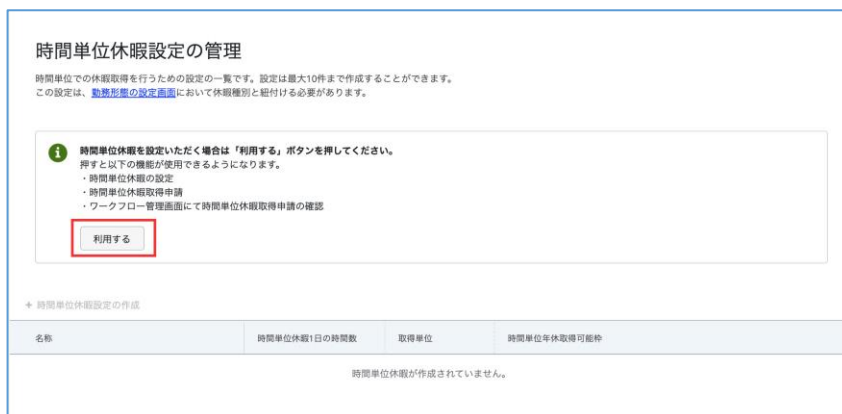 時間単位休暇設定の管理
時間単位での休暇取得を行うための設定の一覧です。設定は最大10件まで作成することができます。
この設定は、勤務形態の設定画面において休暇種別と紐付ける必要があります。
時間単位休暇を設定いただく場合は「利用する」ボタンを押してください。
押すと以下の機能が使用できるようになります。
・時間単位休暇の設定
・時間単位休暇取得申請
・ワークフロー管理画面にて時間単位休暇取得申請の確認
利用する
+ 時間単位休暇設定の作成
名称 時間単位休暇1日の時間数 取得単位 時間単位年休取得可能枠
時間単位休暇が作成されていません。